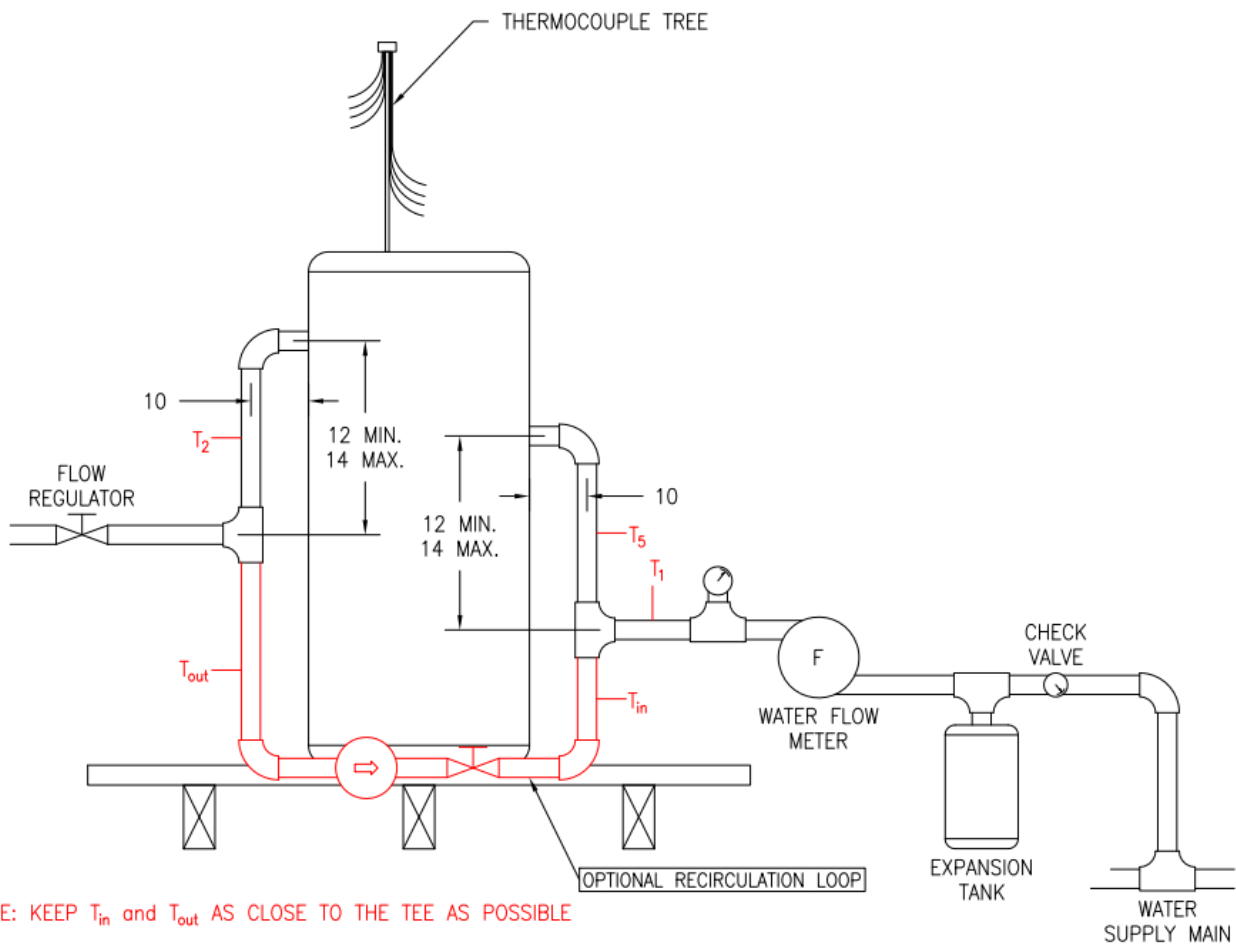 THERMOCOUPLE TREE
10
12 MIN.
14 MAX.
T2
FLOW
REGULATOR
12 MIN.
14 MAX.
10
T5
T1
Tout
Tin
F
WATER FLOW
METER
CHECK
VALVE
EXPANSION
TANK
OPTIONAL RECIRCULATION LOOP
WATER
SUPPLY MAIN
E: KEEP Tin and Tout AS CLOSE TO THE TEE AS POSSIBLE